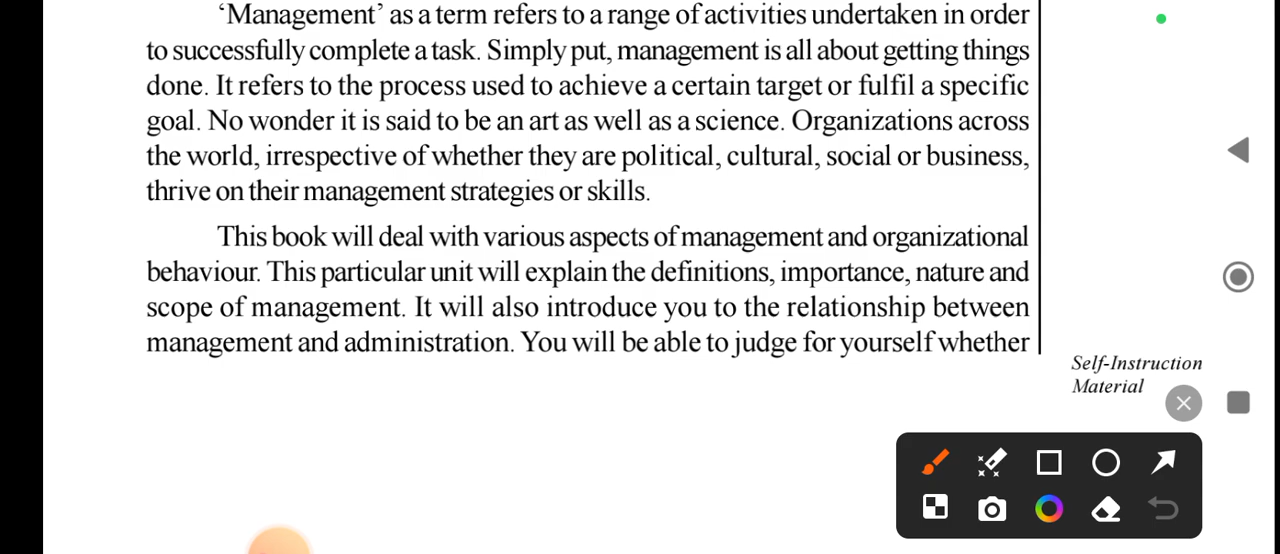 ‘Management’ as a term refers to a range of activities undertaken in order
to successfully complete a task. Simply put, management is all about getting things
done. It refers to the process used to achieve a certain target or fulfil a specific
goal. No wonder it is said to be an art as well as a science. Organizations across
the world, irrespective of whether they are political, cultural, social or business,
thrive on their management strategies or skills.
This book will deal with various aspects of management and organizational
behaviour. This particular unit will explain the definitions, importance, nature and
scope of management. It will also introduce you to the relationship between
management and administration. You will be able to judge for yourself whether
Self-Instruction
Material